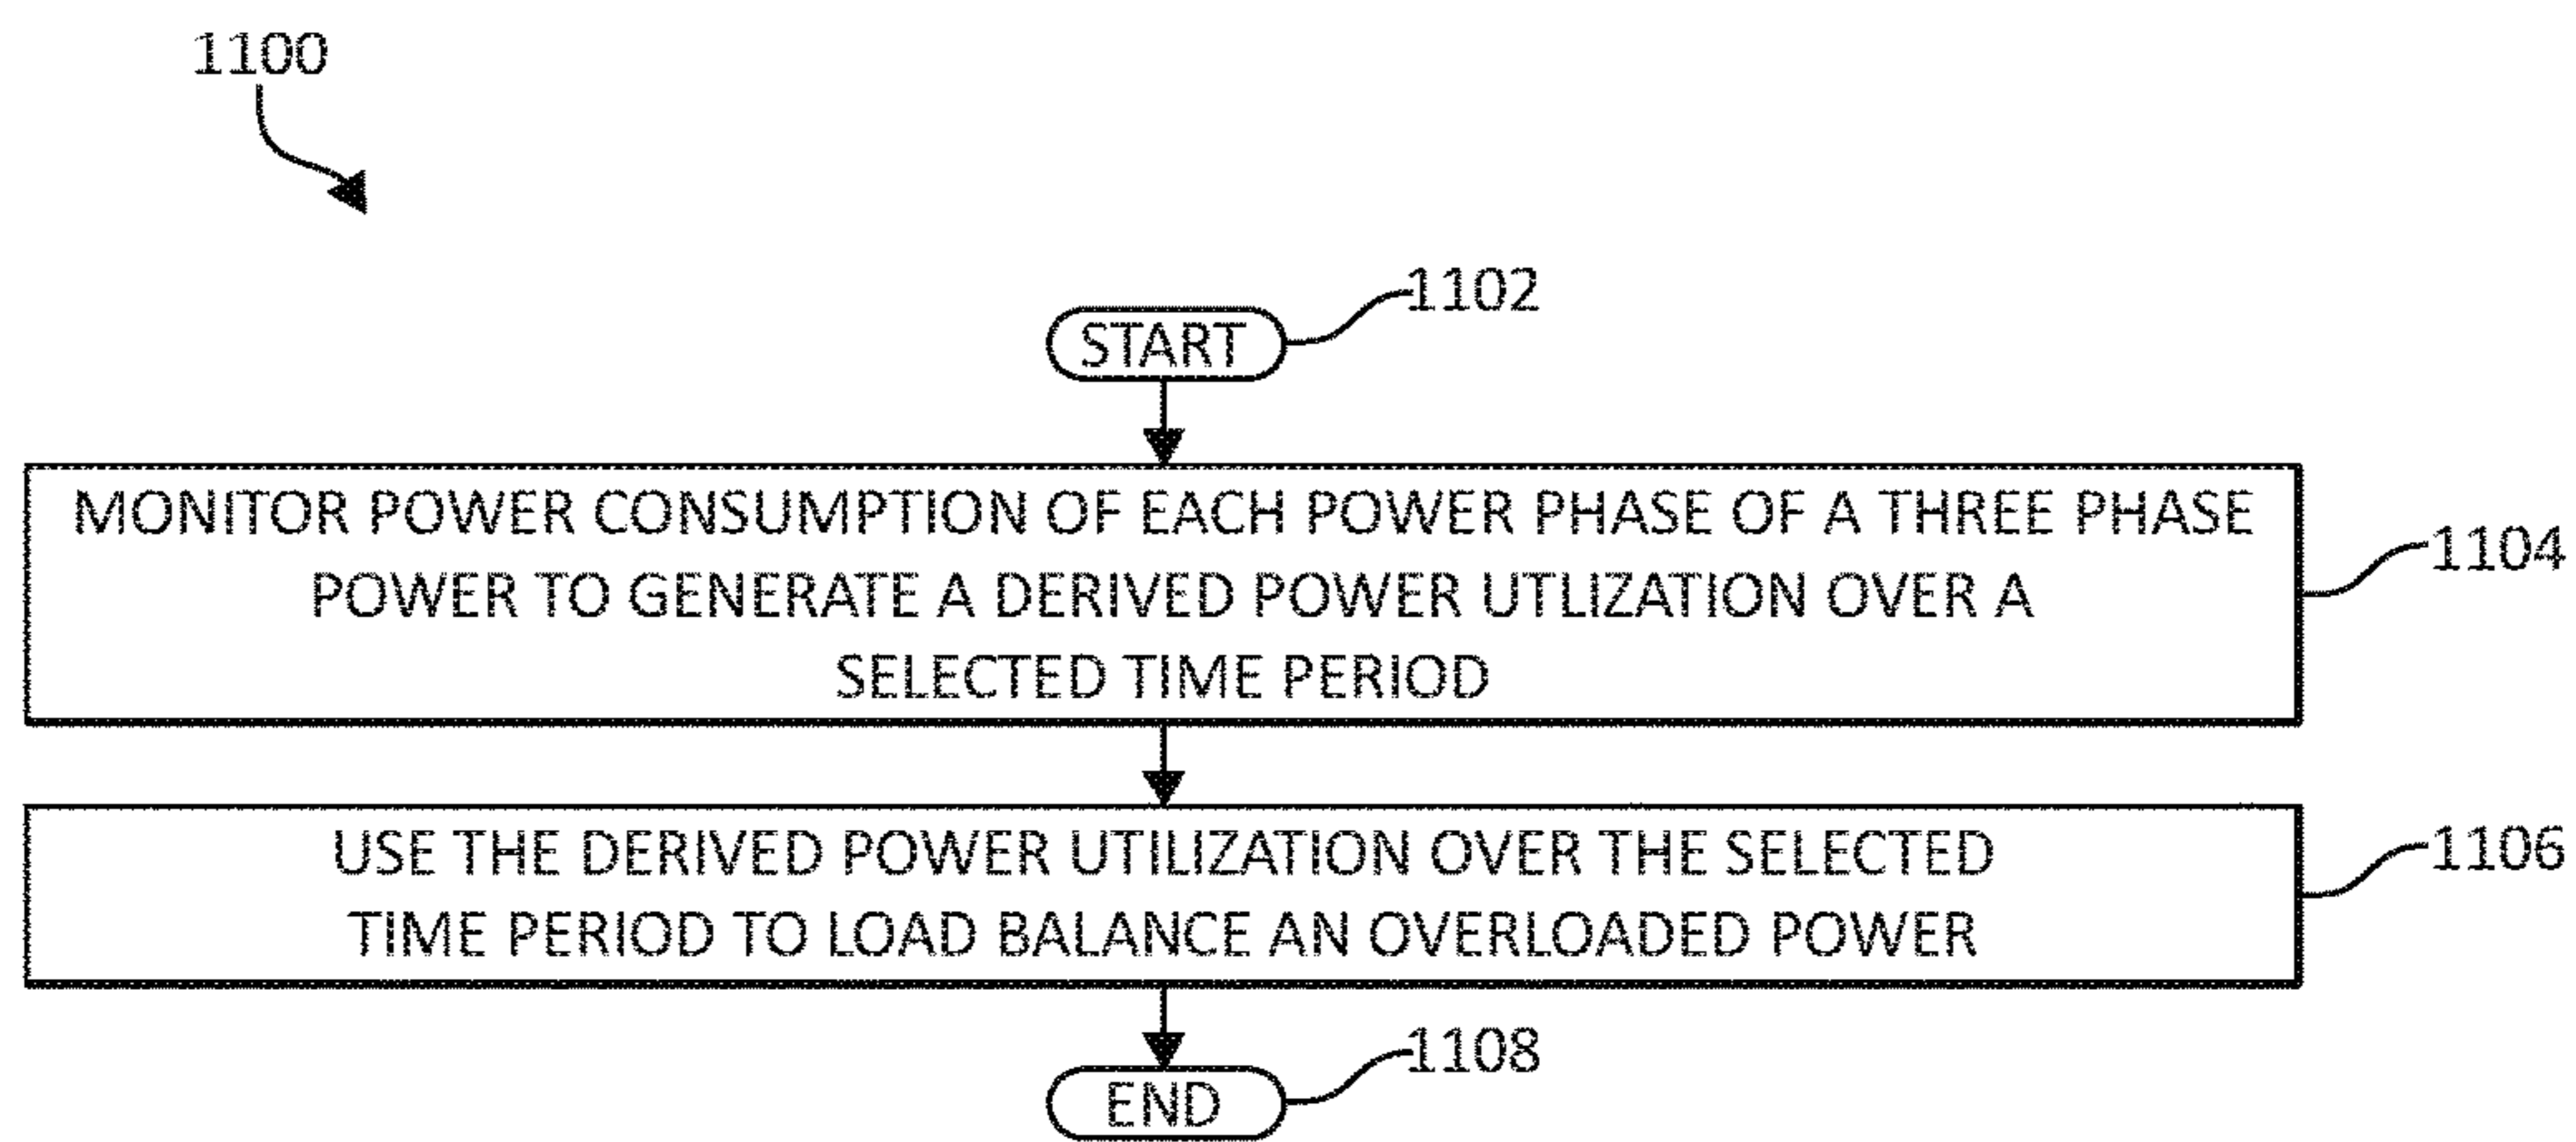 1100
1102
START
MONITOR POWER CONSUMPTION OF EACH POWER PHASE OF A THREE PHASE
POWER TO GENERATE A DERIVED POWER UTLIZATION OVER A
SELECTED TIME PERIOD
1104
USE THE DERIVED POWER UTILIZATION OVER THE SELECTED
TIME PERIOD TO LOAD BALANCE AN OVERLOADED POWER
1106
1108
END